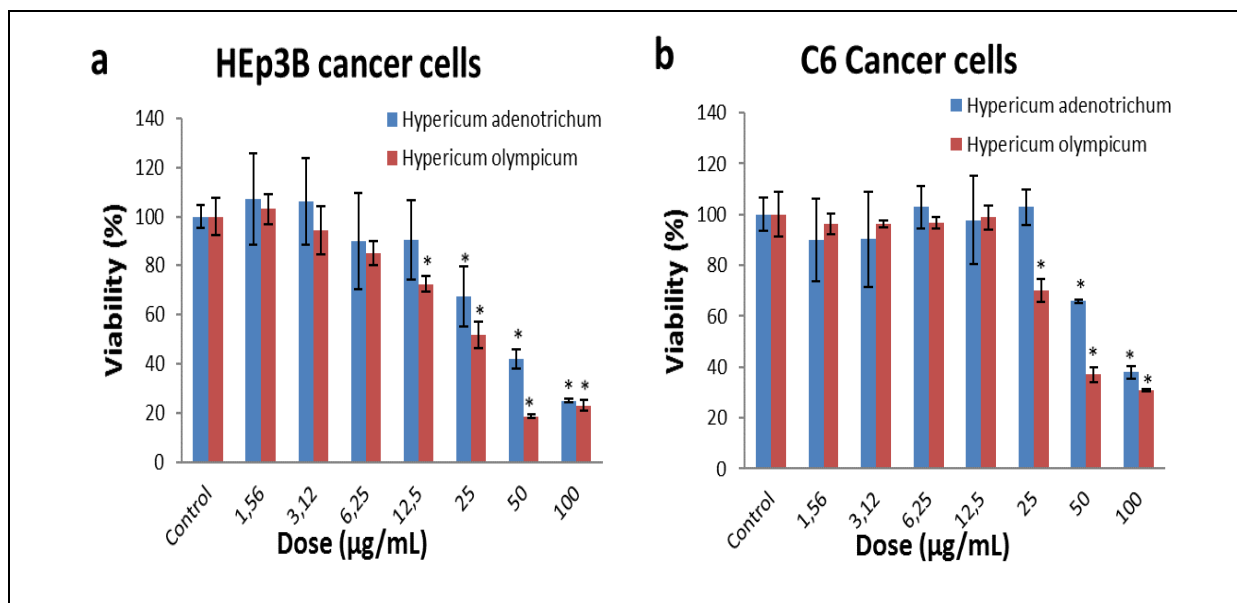 a
HEp3B cancer cells
Hypericum adenotrichum
Hypericum olympicum
Viability (%)
140
120
100
80
60
40
20
0
* * * * * * * *
Control 1,56 3,12 6,25 12,5 25 50 100
Dose (µg/mL)
b
C6 Cancer cells
Hypericum adenotrichum
Hypericum olympicum
Viability (%)
140
120
100
80
60
40
20
0
* * * * *
Control 1,56 3,12 6,25 12,5 25 50 100
Dose (µg/mL)